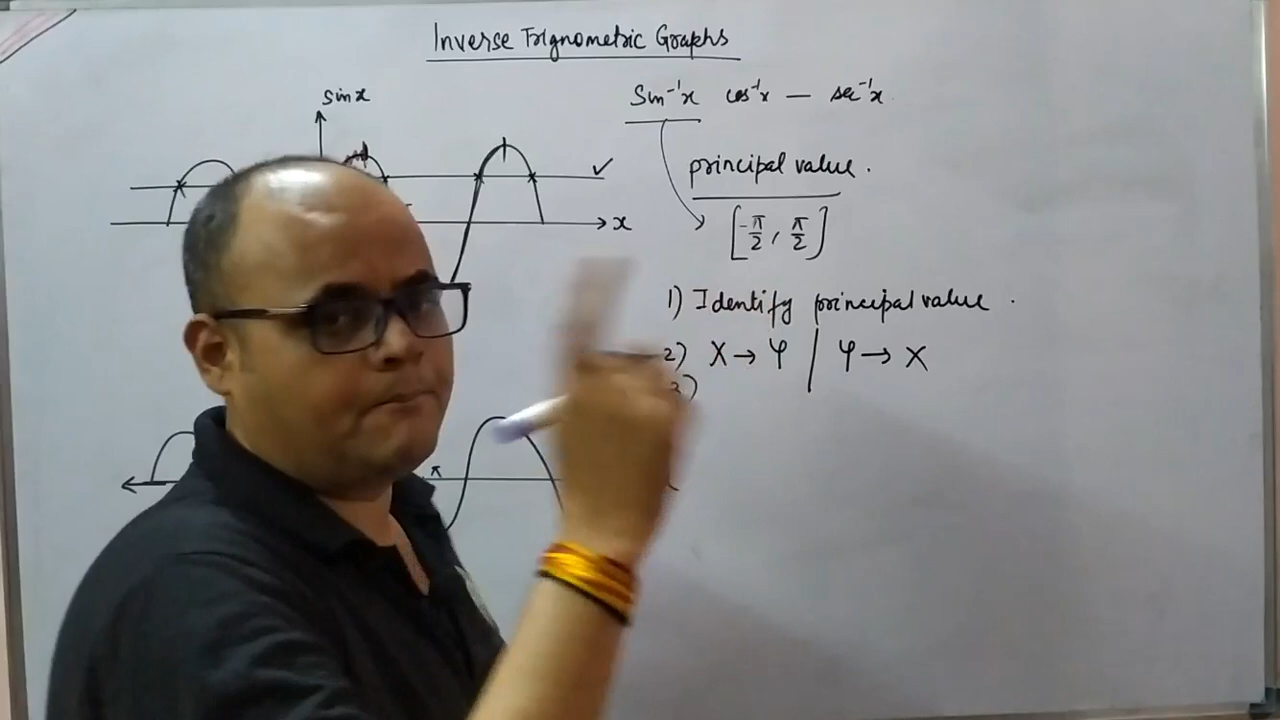 Inverse Trignometric Graphs
sin x
Sin⁻¹x cos⁻¹x — sec⁻¹x
principal value.
x
[-π/2, π/2]
1) Identify principal value.
2) X → Y | Y → X
3)
π